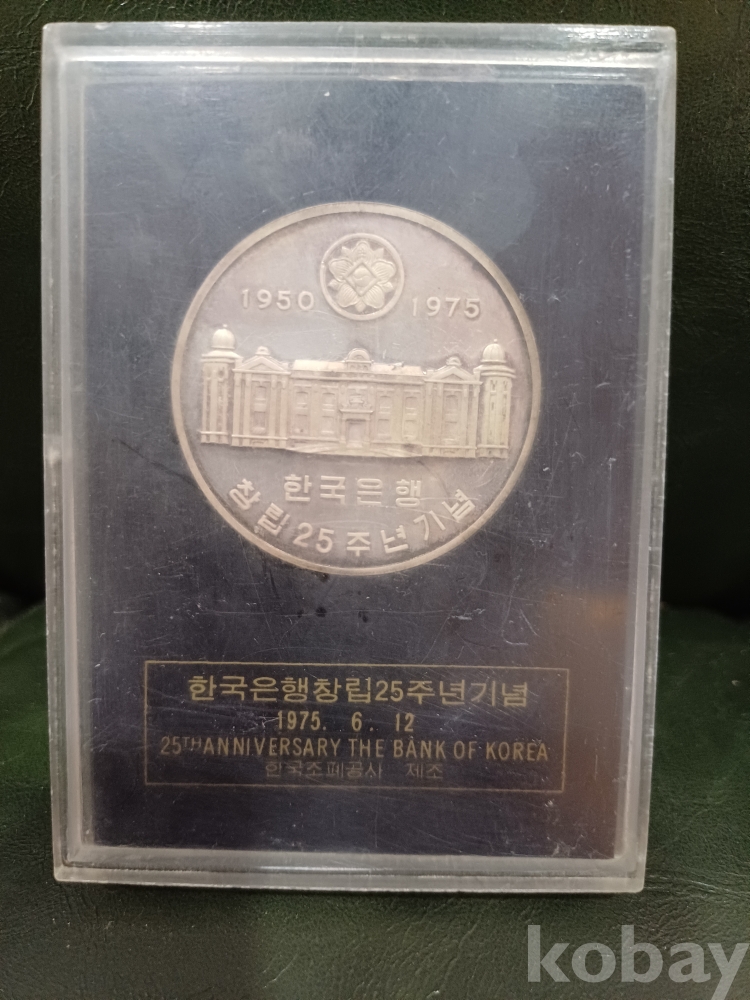 1950 1975
한국은행
창립25주년기념
한국은행창립25주년기념
1975. 6. 12
25TH ANNIVERSARY THE BANK OF KOREA
한국조폐공사 제조
kobay